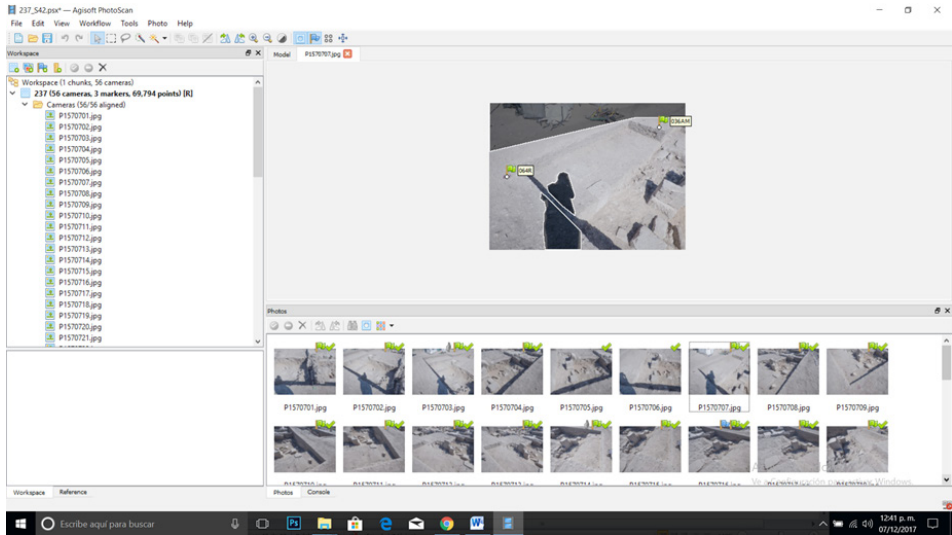 237_S42.psx* — Agisoft PhotoScan
File Edit View Workflow Tools Photo Help
Workspace
Model P1570707.jpg
Workspace (1 chunks, 56 cameras)
237 (56 cameras, 3 markers, 69,794 points) [R]
Cameras (56/56 aligned)
P1570701.jpg
P1570702.jpg
P1570703.jpg
P1570704.jpg
P1570705.jpg
P1570706.jpg
P1570707.jpg
P1570708.jpg
P1570709.jpg
P1570710.jpg
P1570711.jpg
P1570712.jpg
P1570713.jpg
P1570714.jpg
P1570715.jpg
P1570716.jpg
P1570717.jpg
P1570718.jpg
P1570719.jpg
P1570720.jpg
P1570721.jpg
036AM
064R
Photos
P1570701.jpg P1570702.jpg P1570703.jpg P1570704.jpg P1570705.jpg P1570706.jpg P1570707.jpg P1570708.jpg P1570709.jpg
Workspace Reference
Photos Console
Escribe aquí para buscar
Ps
12:41 p. m.
07/12/2017